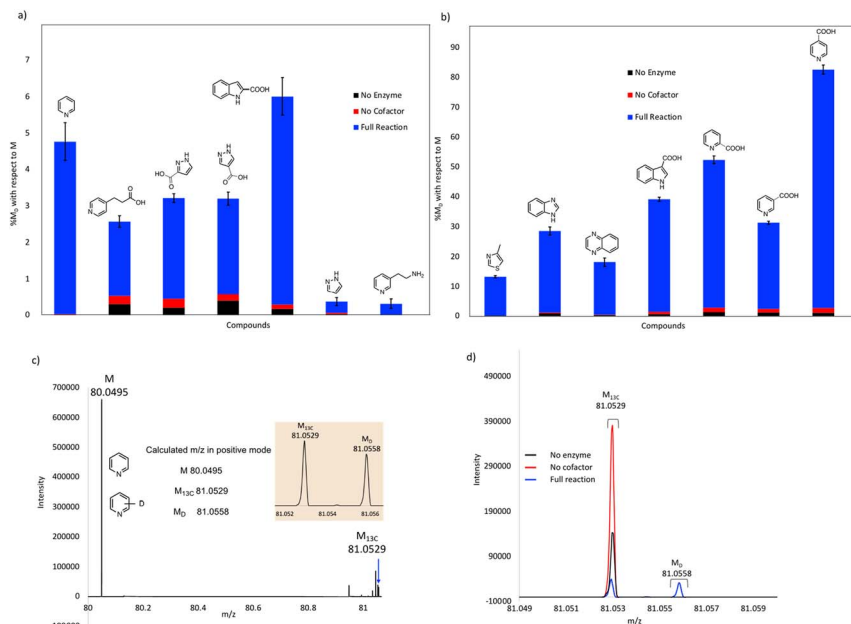 a)
%M_D with respect to M
7
6
5
4
3
2
1
0
N
N
O
OH
H
N
N
O
OH
H
N
N
O
OH
COOH
N
H
H
N
N
NH2
N
No Enzyme
No Cofactor
Full Reaction
Compounds
b)
%M_D with respect to M
90
80
70
60
50
40
30
20
10
0
N
S
N
N
H
N
N
COOH
N
H
N
COOH
COOH
N
COOH
N
No Enzyme
No Cofactor
Full Reaction
Compounds
c)
M
80.0495
Intensity
700000
600000
500000
400000
300000
200000
100000
0
-100000
N
N
D
Calculated m/z in positive mode
M 80.0495
M13C 81.0529
MD 81.0558
M13C
81.0529
MD
81.0558
81.052 81.054 81.056
M13C
81.0529
80 80.2 80.4 80.6 80.8 81
m/z
d)
Intensity
490000
390000
290000
190000
90000
-10000
M13C
81.0529
No enzyme
No cofactor
Full reaction
MD
81.0558
81.049 81.051 81.053 81.055 81.057 81.059
m/z